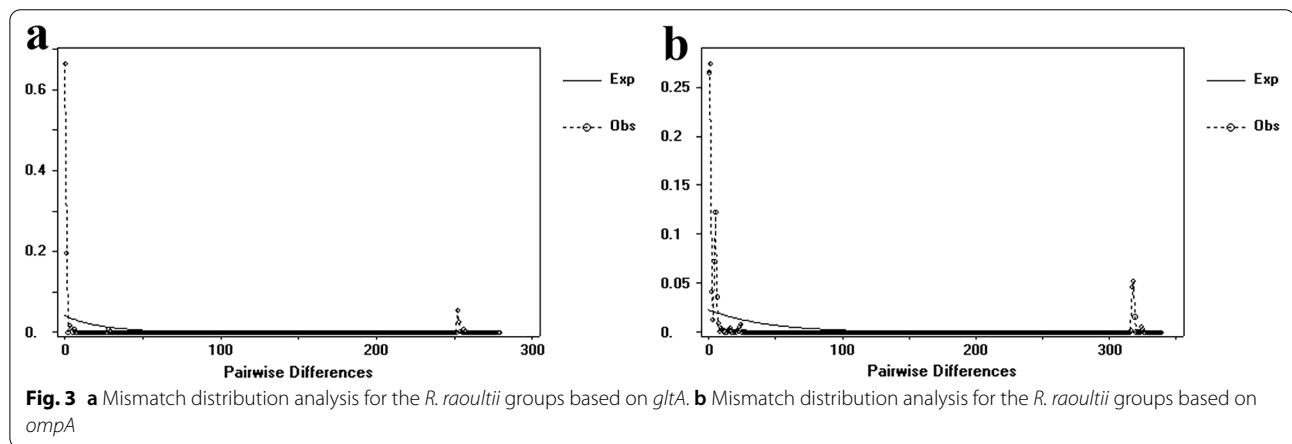 a
0.6
0.4
0.2
0.
0
100
200
300
Pairwise Differences
Exp
Obs
b
0.25
0.2
0.15
0.1
0.05
0.
0
100
200
300
Pairwise Differences
Exp
Obs
Fig. 3 a Mismatch distribution analysis for the R. raoultii groups based on gltA. b Mismatch distribution analysis for the R. raoultii groups based on
ompA